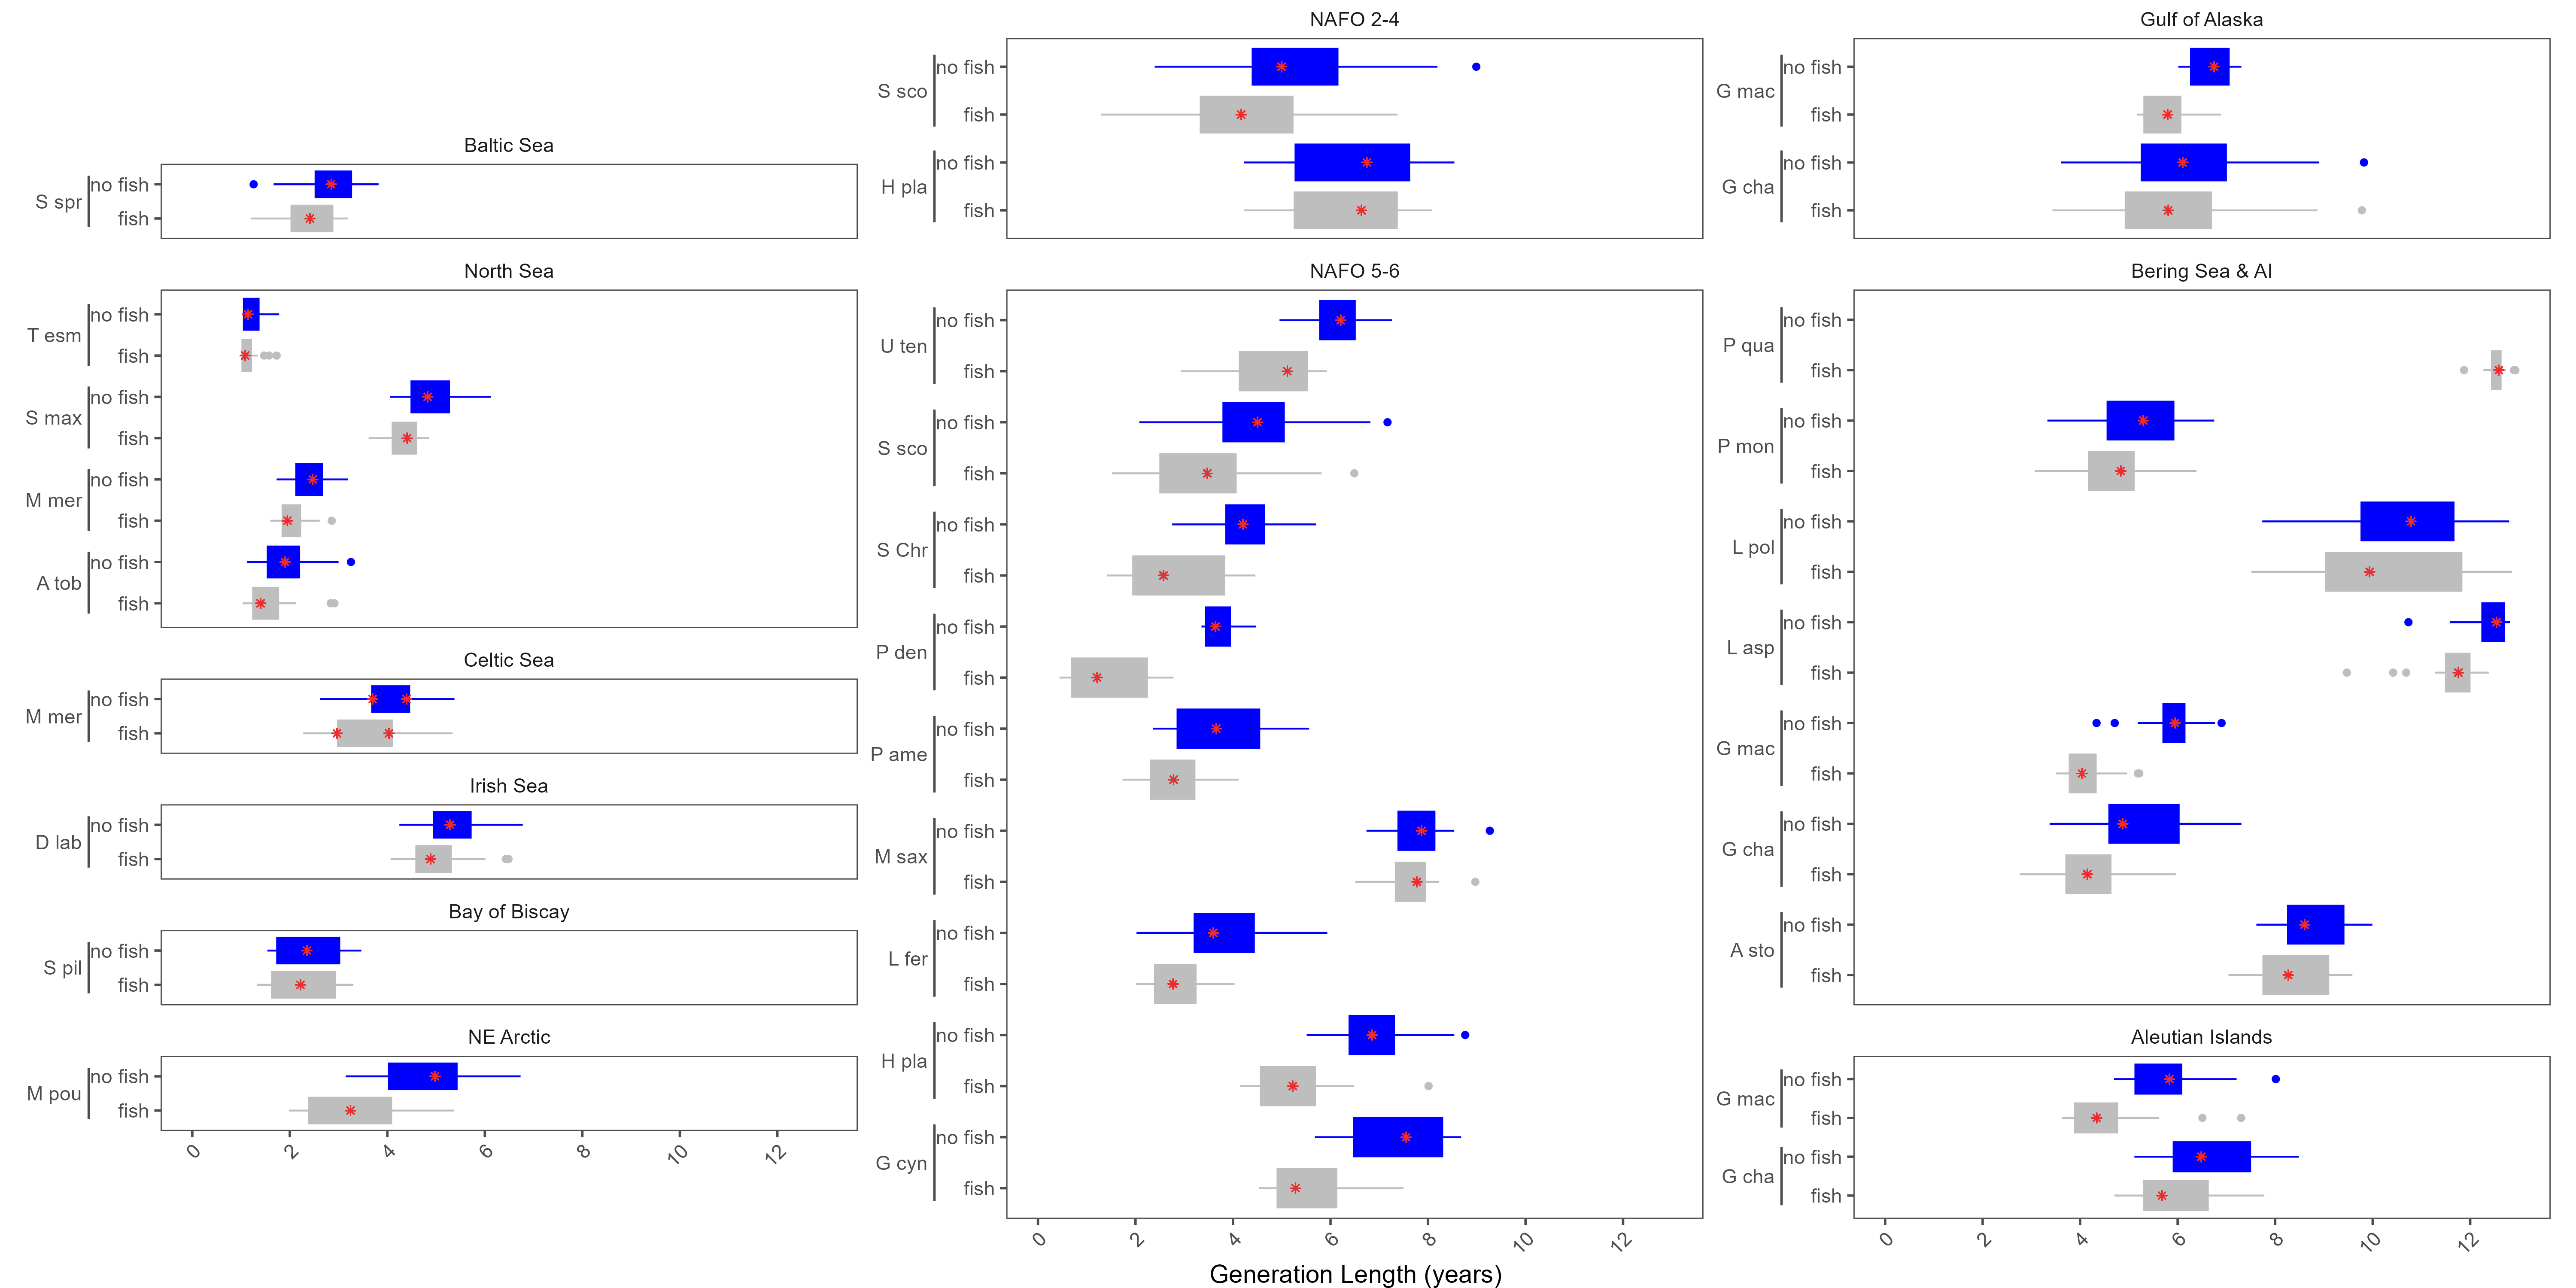 Baltic Sea
S spr
no fish
fish
North Sea
T esm
no fish
fish
S max
no fish
fish
M mer
no fish
fish
A tob
no fish
fish
Celtic Sea
M mer
no fish
fish
Irish Sea
D lab
no fish
fish
Bay of Biscay
S pil
no fish
fish
NE Arctic
M pou
no fish
fish
0 2 4 6 8 10 12
NAFO 2-4
S sco
no fish
fish
H pla
no fish
fish
NAFO 5-6
U ten
no fish
fish
S sco
no fish
fish
S Chr
no fish
fish
P den
no fish
fish
P ame
no fish
fish
M sax
no fish
fish
L fer
no fish
fish
H pla
no fish
fish
G cyn
no fish
fish
0 2 4 6 8 10 12
Generation Length (years)
Gulf of Alaska
G mac
no fish
fish
G cha
no fish
fish
Bering Sea & AI
P qua
no fish
fish
P mon
no fish
fish
L pol
no fish
fish
L asp
no fish
fish
G mac
no fish
fish
G cha
no fish
fish
A sto
no fish
fish
Aleutian Islands
G mac
no fish
fish
G cha
no fish
fish
0 2 4 6 8 10 12